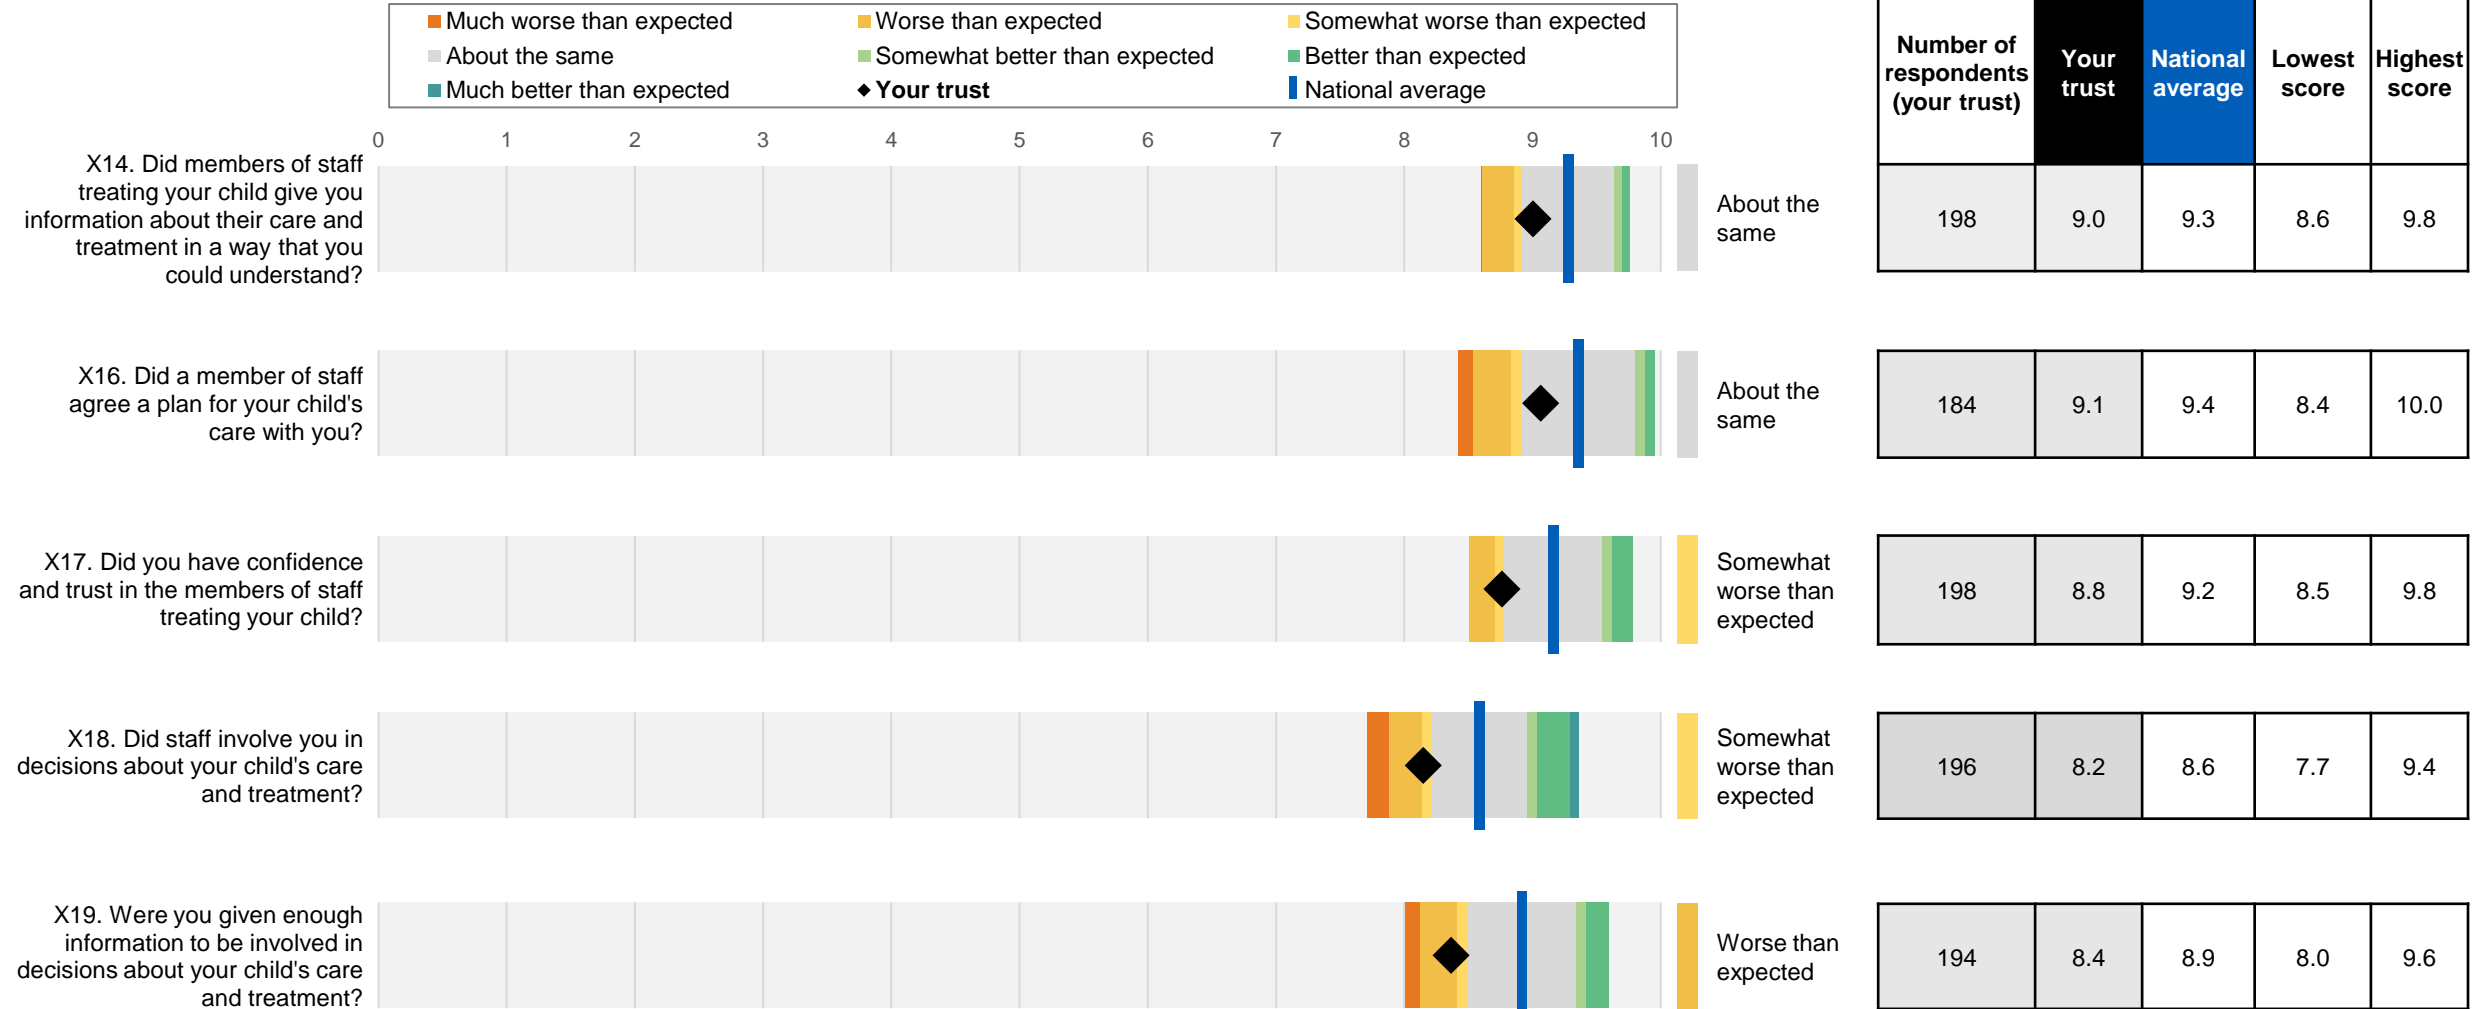 Much worse than expected
Worse than expected
Somewhat worse than expected
About the same
Somewhat better than expected
Better than expected
Much better than expected
Your trust
National average
Number of
respondents
(your trust)
Your
trust
National
average
Lowest
score
Highest
score
0 1 2 3 4 5 6 7 8 9 10
X14. Did members of staff
treating your child give you
information about their care and
treatment in a way that you
could understand?
About the
same
198 9.0 9.3 8.6 9.8
X16. Did a member of staff
agree a plan for your child's
care with you?
About the
same
184 9.1 9.4 8.4 10.0
X17. Did you have confidence
and trust in the members of staff
treating your child?
Somewhat
worse than
expected
198 8.8 9.2 8.5 9.8
X18. Did staff involve you in
decisions about your child's care
and treatment?
Somewhat
worse than
expected
196 8.2 8.6 7.7 9.4
X19. Were you given enough
information to be involved in
decisions about your child's care
and treatment?
Worse than
expected
194 8.4 8.9 8.0 9.6